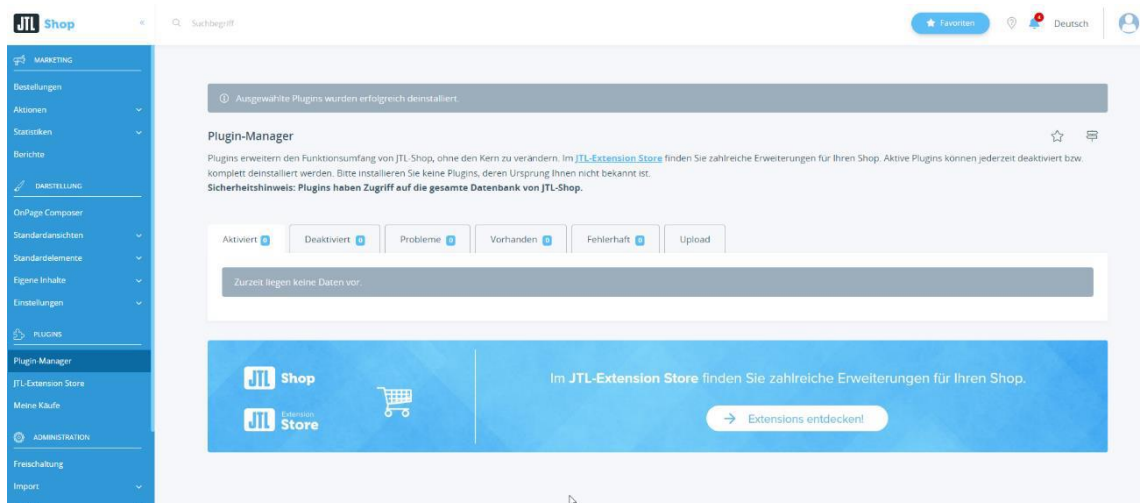 JTL Shop
Suchbegriff
Favoriten
4
Deutsch
MARKETING
Bestellungen
Aktionen
Statistiken
Berichte
DARSTELLUNG
OnPage Composer
Standardansichten
Standardelemente
Eigene Inhalte
Einstellungen
PLUGINS
Plugin-Manager
JTL-Extension Store
Meine Käufe
ADMINISTRATION
Freischaltung
Import
Ausgewählte Plugins wurden erfolgreich deinstalliert.
Plugin-Manager
Plugins erweitern den Funktionsumfang von JTL-Shop, ohne den Kern zu verändern. Im JTL-Extension Store finden Sie zahlreiche Erweiterungen für Ihren Shop. Aktive Plugins können jederzeit deaktiviert bzw.
komplett deinstalliert werden. Bitte installieren Sie keine Plugins, deren Ursprung Ihnen nicht bekannt ist.
Sicherheitshinweis: Plugins haben Zugriff auf die gesamte Datenbank von JTL-Shop.
Aktiviert 0 Deaktiviert 0 Probleme 0 Vorhanden Fehlerhaft 0 Upload
Zurzeit liegen keine Daten vor.
JTL Shop
JTL Extension Store
Im JTL-Extension Store finden Sie zahlreiche Erweiterungen für Ihren Shop.
Extensions entdecken!